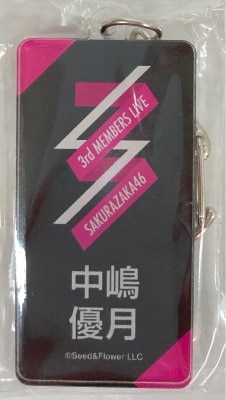 3rd MEMBERS LIVE
SAKURAZAKA46
中嶋
優月
©Seed&Flower LLC